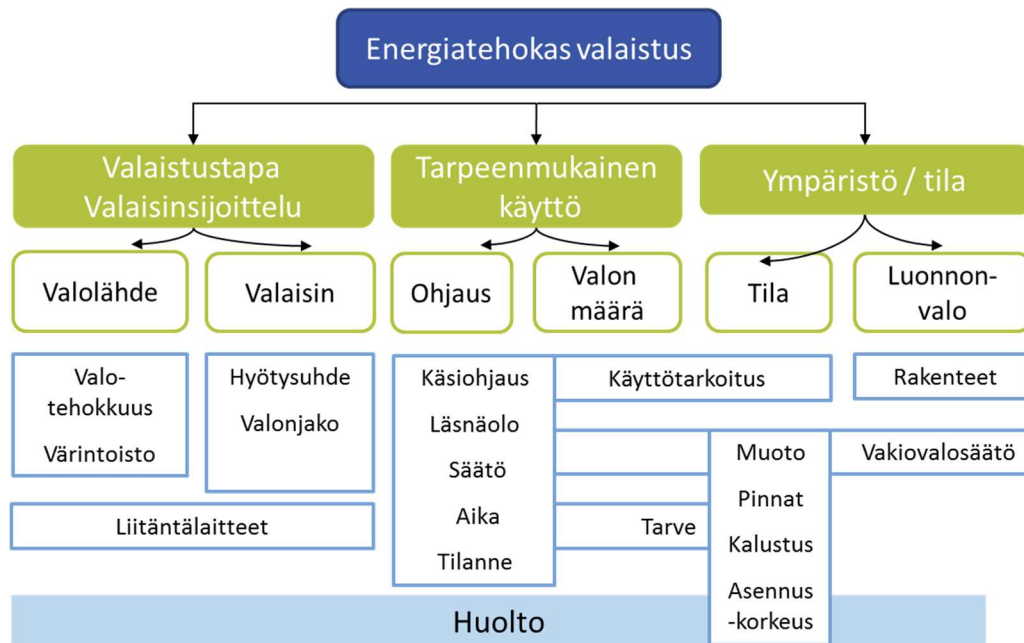 Energiatehokas valaistus
Valaistustapa
Valaisinsijoittelu
Tarpeenmukainen
käyttö
Ympäristö / tila
Valolähde
Valaisin
Ohjaus
Valon
määrä
Tila
Luonnon-
valo
Valo-
tehokkuus
Värintoisto
Hyötysuhde
Valonjako
Liitäntälaitteet
Käsiohjaus
Läsnäolo
Säätö
Aika
Tilanne
Käyttötarkoitus
Tarve
Muoto
Pinnat
Kalustus
Asennus
-korkeus
Rakenteet
Vakiovalosäätö
Huolto